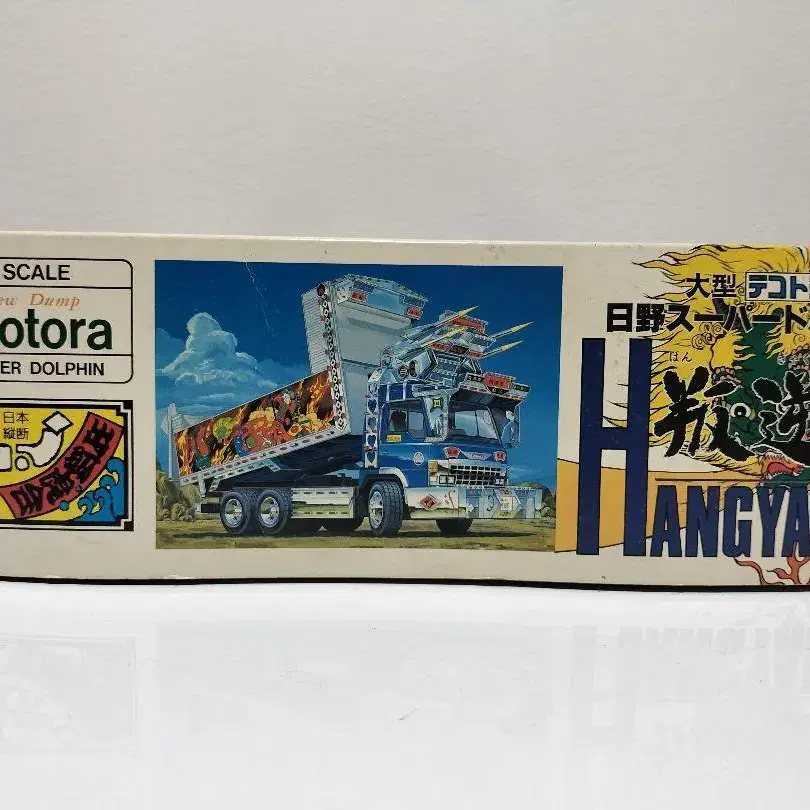 SCALE
ew Dump
otora
ER DOLPHIN
日本
縦断
大型 デコト
日野スーパード
はん
叛逆
HANGYA